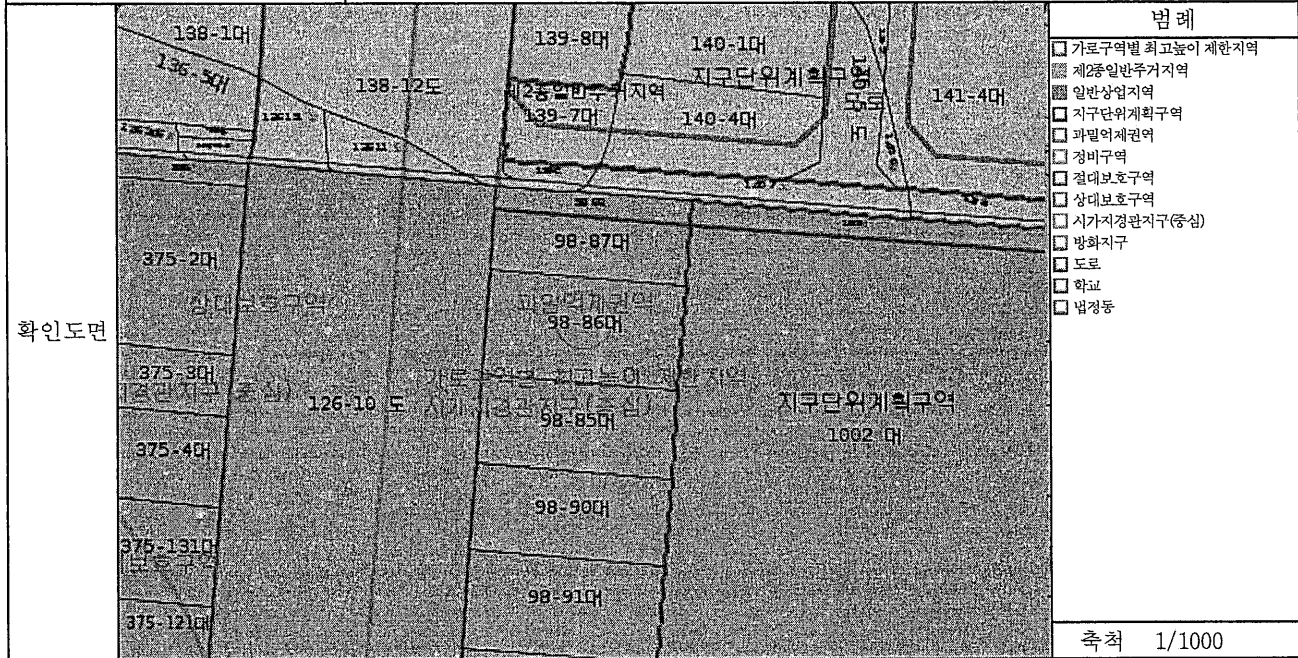 확인도면
138-1대
136-5대
138-12도
139-8대
140-1대
지구단위계획구역
제2종일반주거지역
139-7대
140-4대
141-4대
98-87대
375-2대
상대보호구역
과밀억제권역
98-86대
375-3대
가로구역별 최고높이 제한지역
126-10 도
시가지경관지구(중심)
98-85대
지구단위계획구역
1002 대
375-4대
98-90대
375-131대
보호구역
98-91대
375-121대
범례
가로구역별 최고높이 제한지역
제2종일반주거지역
일반상업지역
지구단위계획구역
과밀억제권역
정비구역
절대보호구역
상대보호구역
시가지경관지구(중심)
방화지구
도로
학교
법정동
축척 1/1000